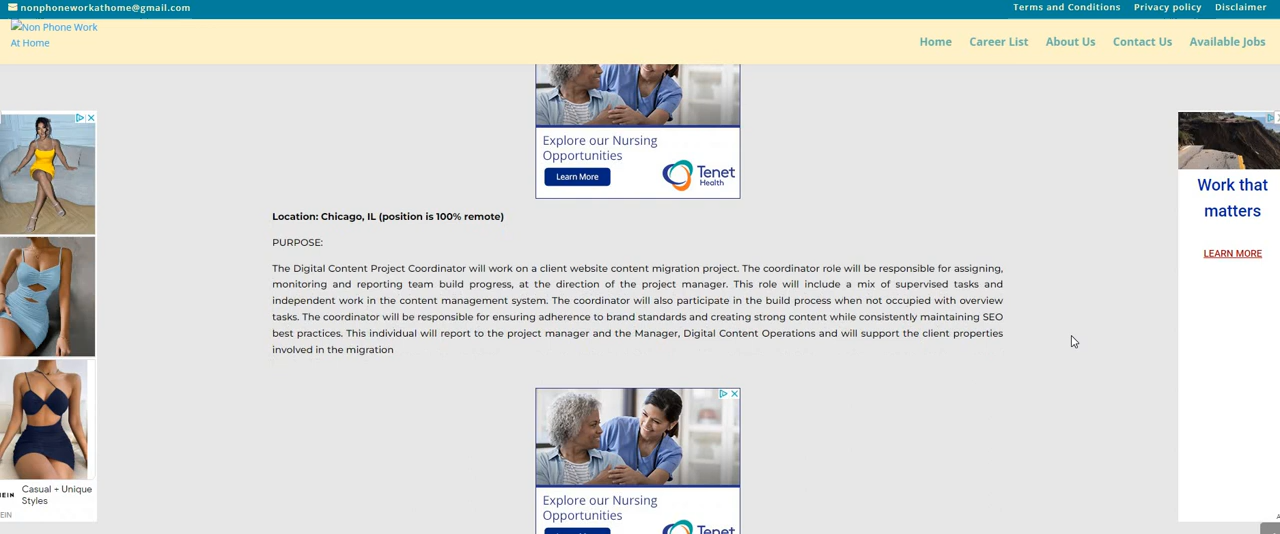 nonphoneworkathome@gmail.com
Terms and Conditions Privacy policy Disclaimer
Non Phone Work
At Home
Home Career List About Us Contact Us Available Jobs
Explore our Nursing
Opportunities
Learn More
Tenet
Health
Work that
matters
LEARN MORE
Location: Chicago, IL (position is 100% remote)
PURPOSE:
The Digital Content Project Coordinator will work on a client website content migration project. The coordinator role will be responsible for assigning,
monitoring and reporting team build progress, at the direction of the project manager. This role will include a mix of supervised tasks and
independent work in the content management system. The coordinator will also participate in the build process when not occupied with overview
tasks. The coordinator will be responsible for ensuring adherence to brand standards and creating strong content while consistently maintaining SEO
best practices. This individual will report to the project manager and the Manager, Digital Content Operations and will support the client properties
involved in the migration
Casual + Unique
Styles
EIN
EIN
Explore our Nursing
Opportunities
Tenet